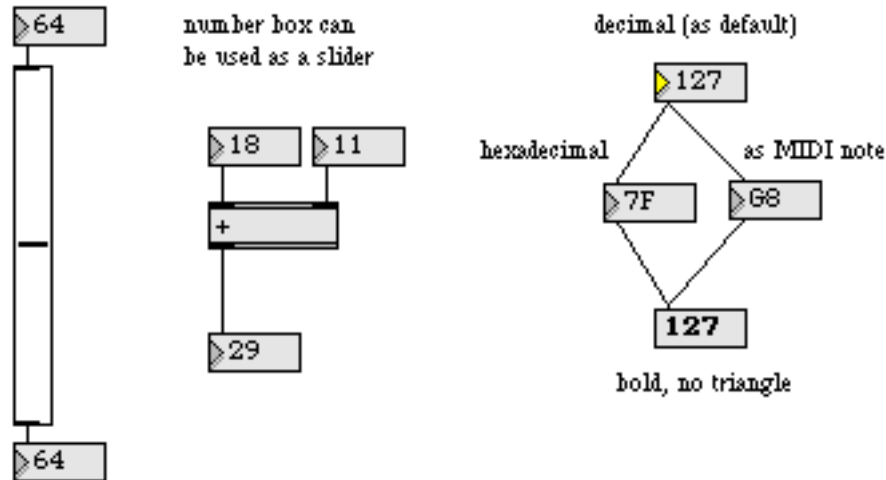 64
number box can
be used as a slider
decimal (as default)
127
18
11
hexadecimal
as MIDI note
7F
G8
+
127
29
bold, no triangle
64